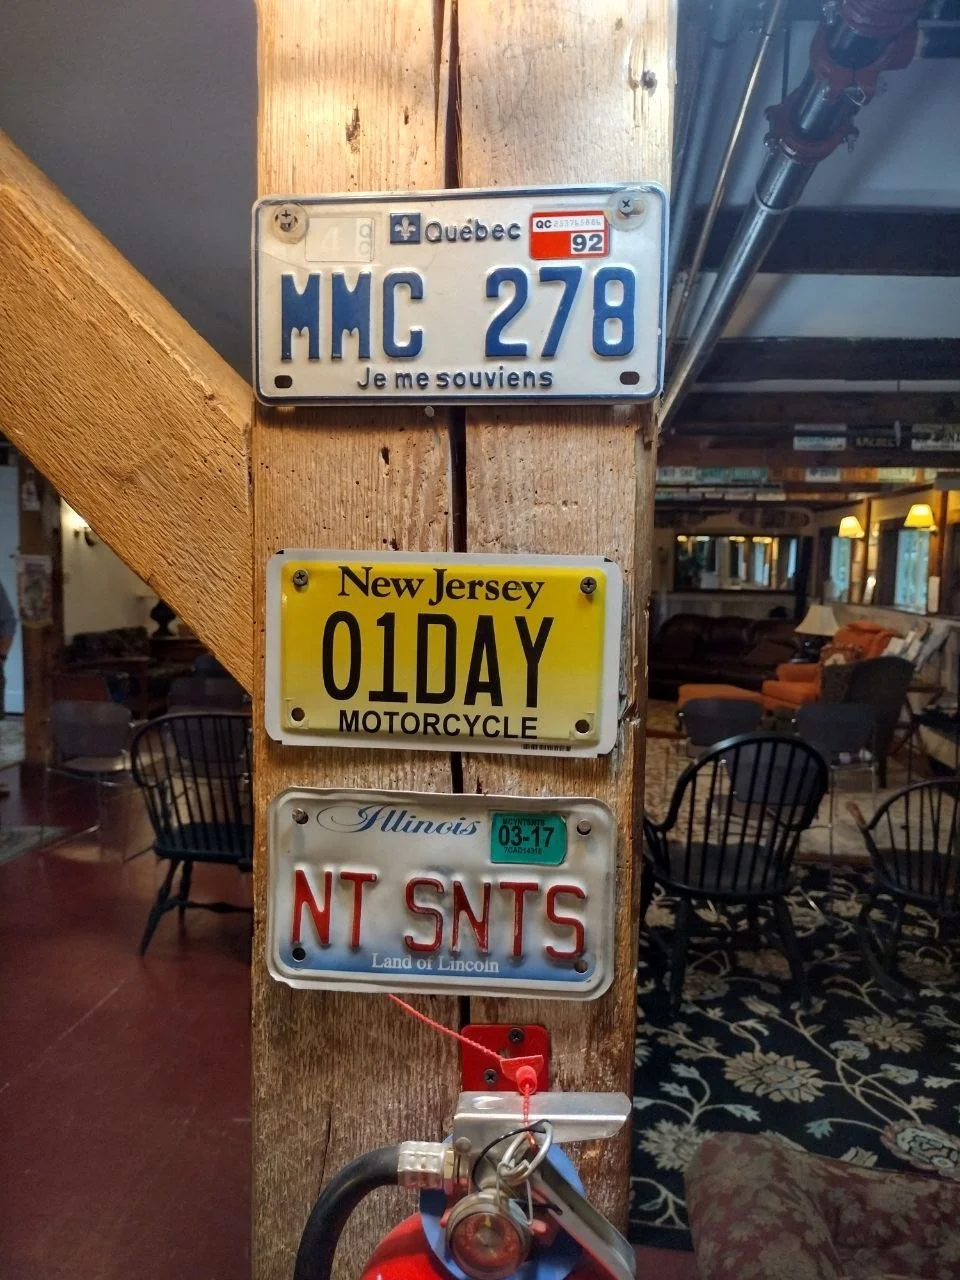 Québec
QC
92
MMC 278
Je me souviens
New Jersey
01DAY
MOTORCYCLE
Illinois
MCYNTSNTS
03-17
NT SNTS
Land of Lincoln